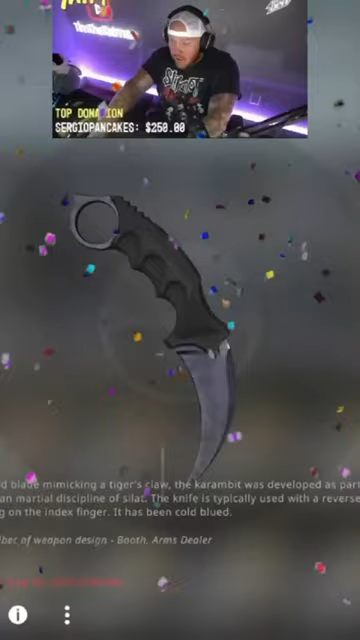 TimTheTatman
TOP DONATION
SERGIOPANCAKES: $250.00
d blade mimicking a tiger's claw, the karambit was developed as part
an martial discipline of silat. The knife is typically used with a reverse
g on the index finger. It has been cold blued.
of weapon design - Booth, Arms Dealer